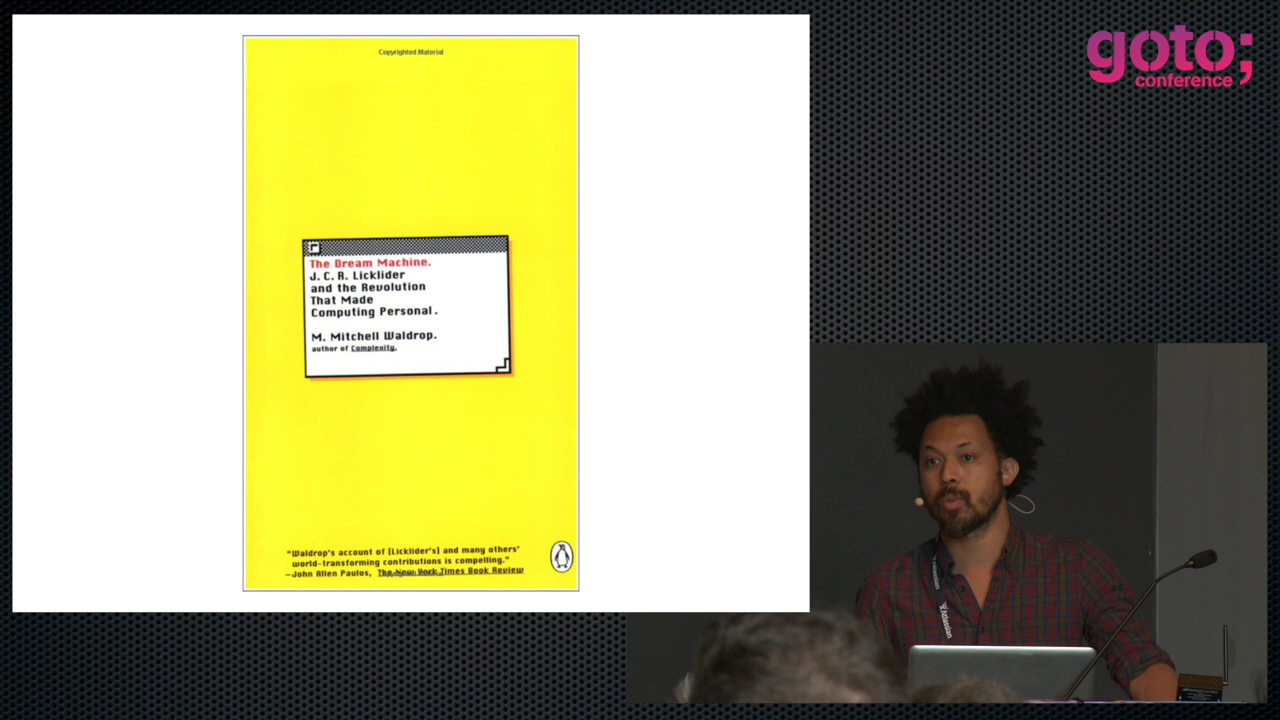 Copyrighted Material
The Dream Machine.
J. C. R. Licklider
and the Revolution
That Made
Computing Personal.
M. Mitchell Waldrop.
author of Complexity.
"Waldrop's account of [Licklider's] and many others'
world-transforming contributions is compelling."
—John Allen Paulos, The New York Times Book Review
goto;
conference
Atlassian